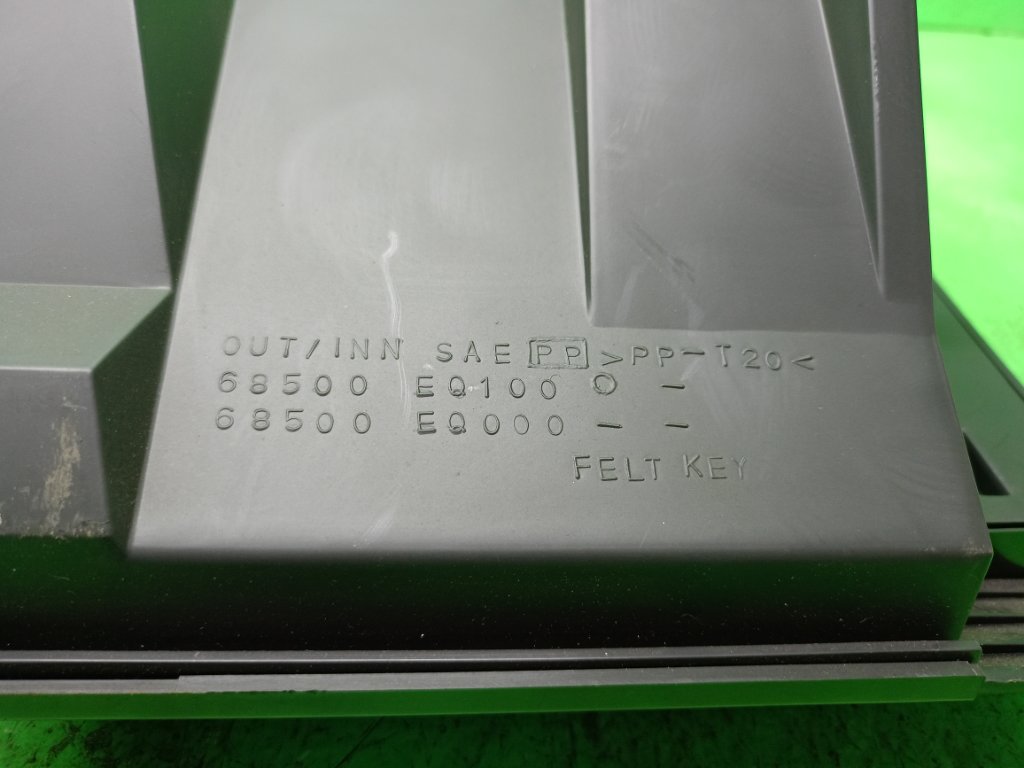 OUT/INN SAE PP >PP-T20<
68500 EQ100 O -
68500 EQ000 - -
FELT KEY